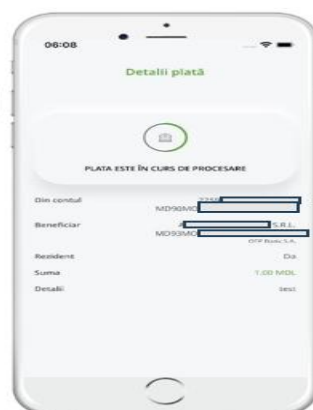 06:08
Detalii plată
PLATA ESTE ÎN CURS DE PROCESARE
Din contul 2259
MD90MO
Beneficiar A S.R.L.
MD93MO
OTP Bank S.A.
Rezident Da
Suma 1.00 MDL
Detalii test